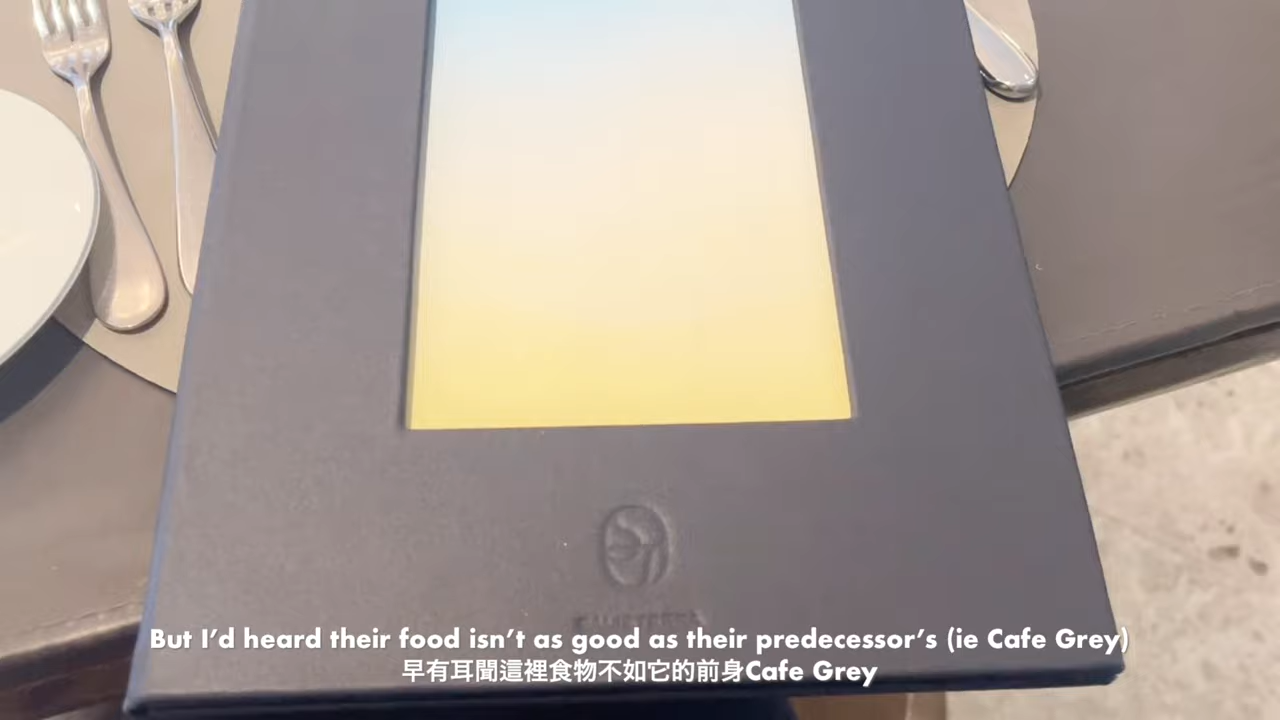 But I'd heard their food isn't as good as their predecessor's (ie Cafe Grey)
早有耳聞這裡食物不如它的前身Cafe Grey